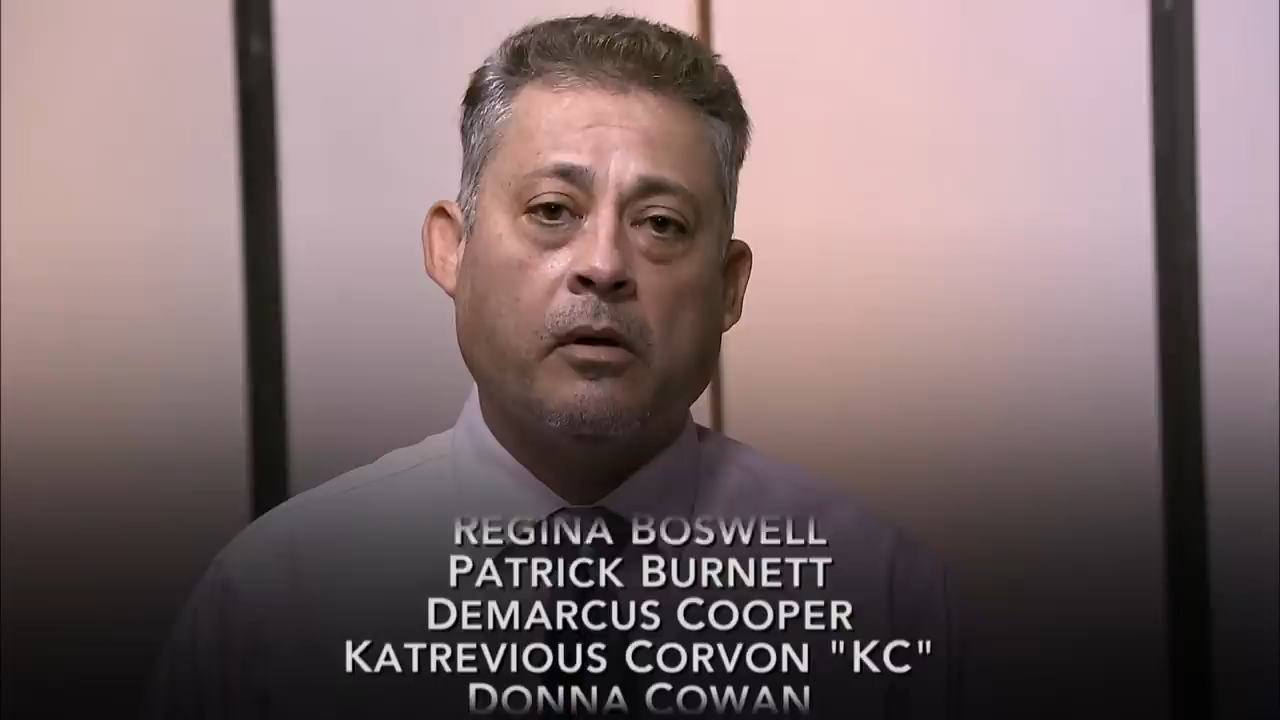 REGINA BOSWELL
PATRICK BURNETT
DEMARCUS COOPER
KATREVIOUS CORVON "KC"
DONNA COWAN